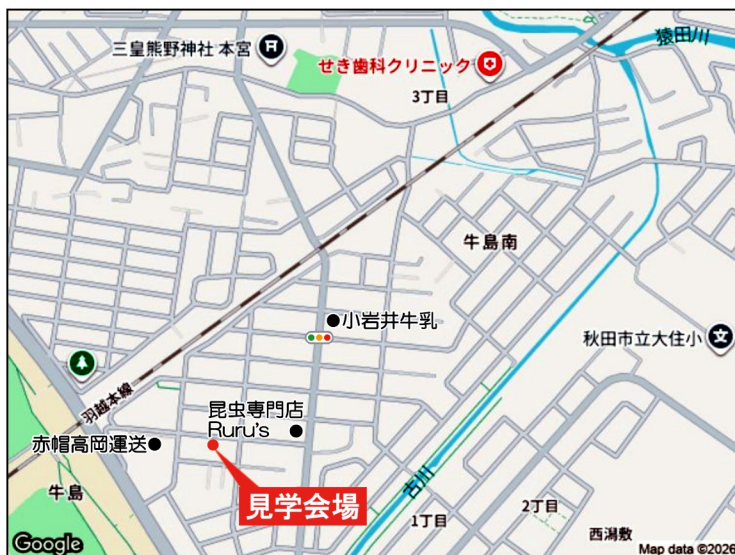 三皇熊野神社 本宮
せき歯科クリニック
猿田川
3丁目
牛島南
小岩井牛乳
秋田市立大住小
羽越本線
昆虫専門店
Ruru's
赤帽高岡運送
牛島
見学会場
古川
1丁目
2丁目
西潟敷
Google
Map data ©2026